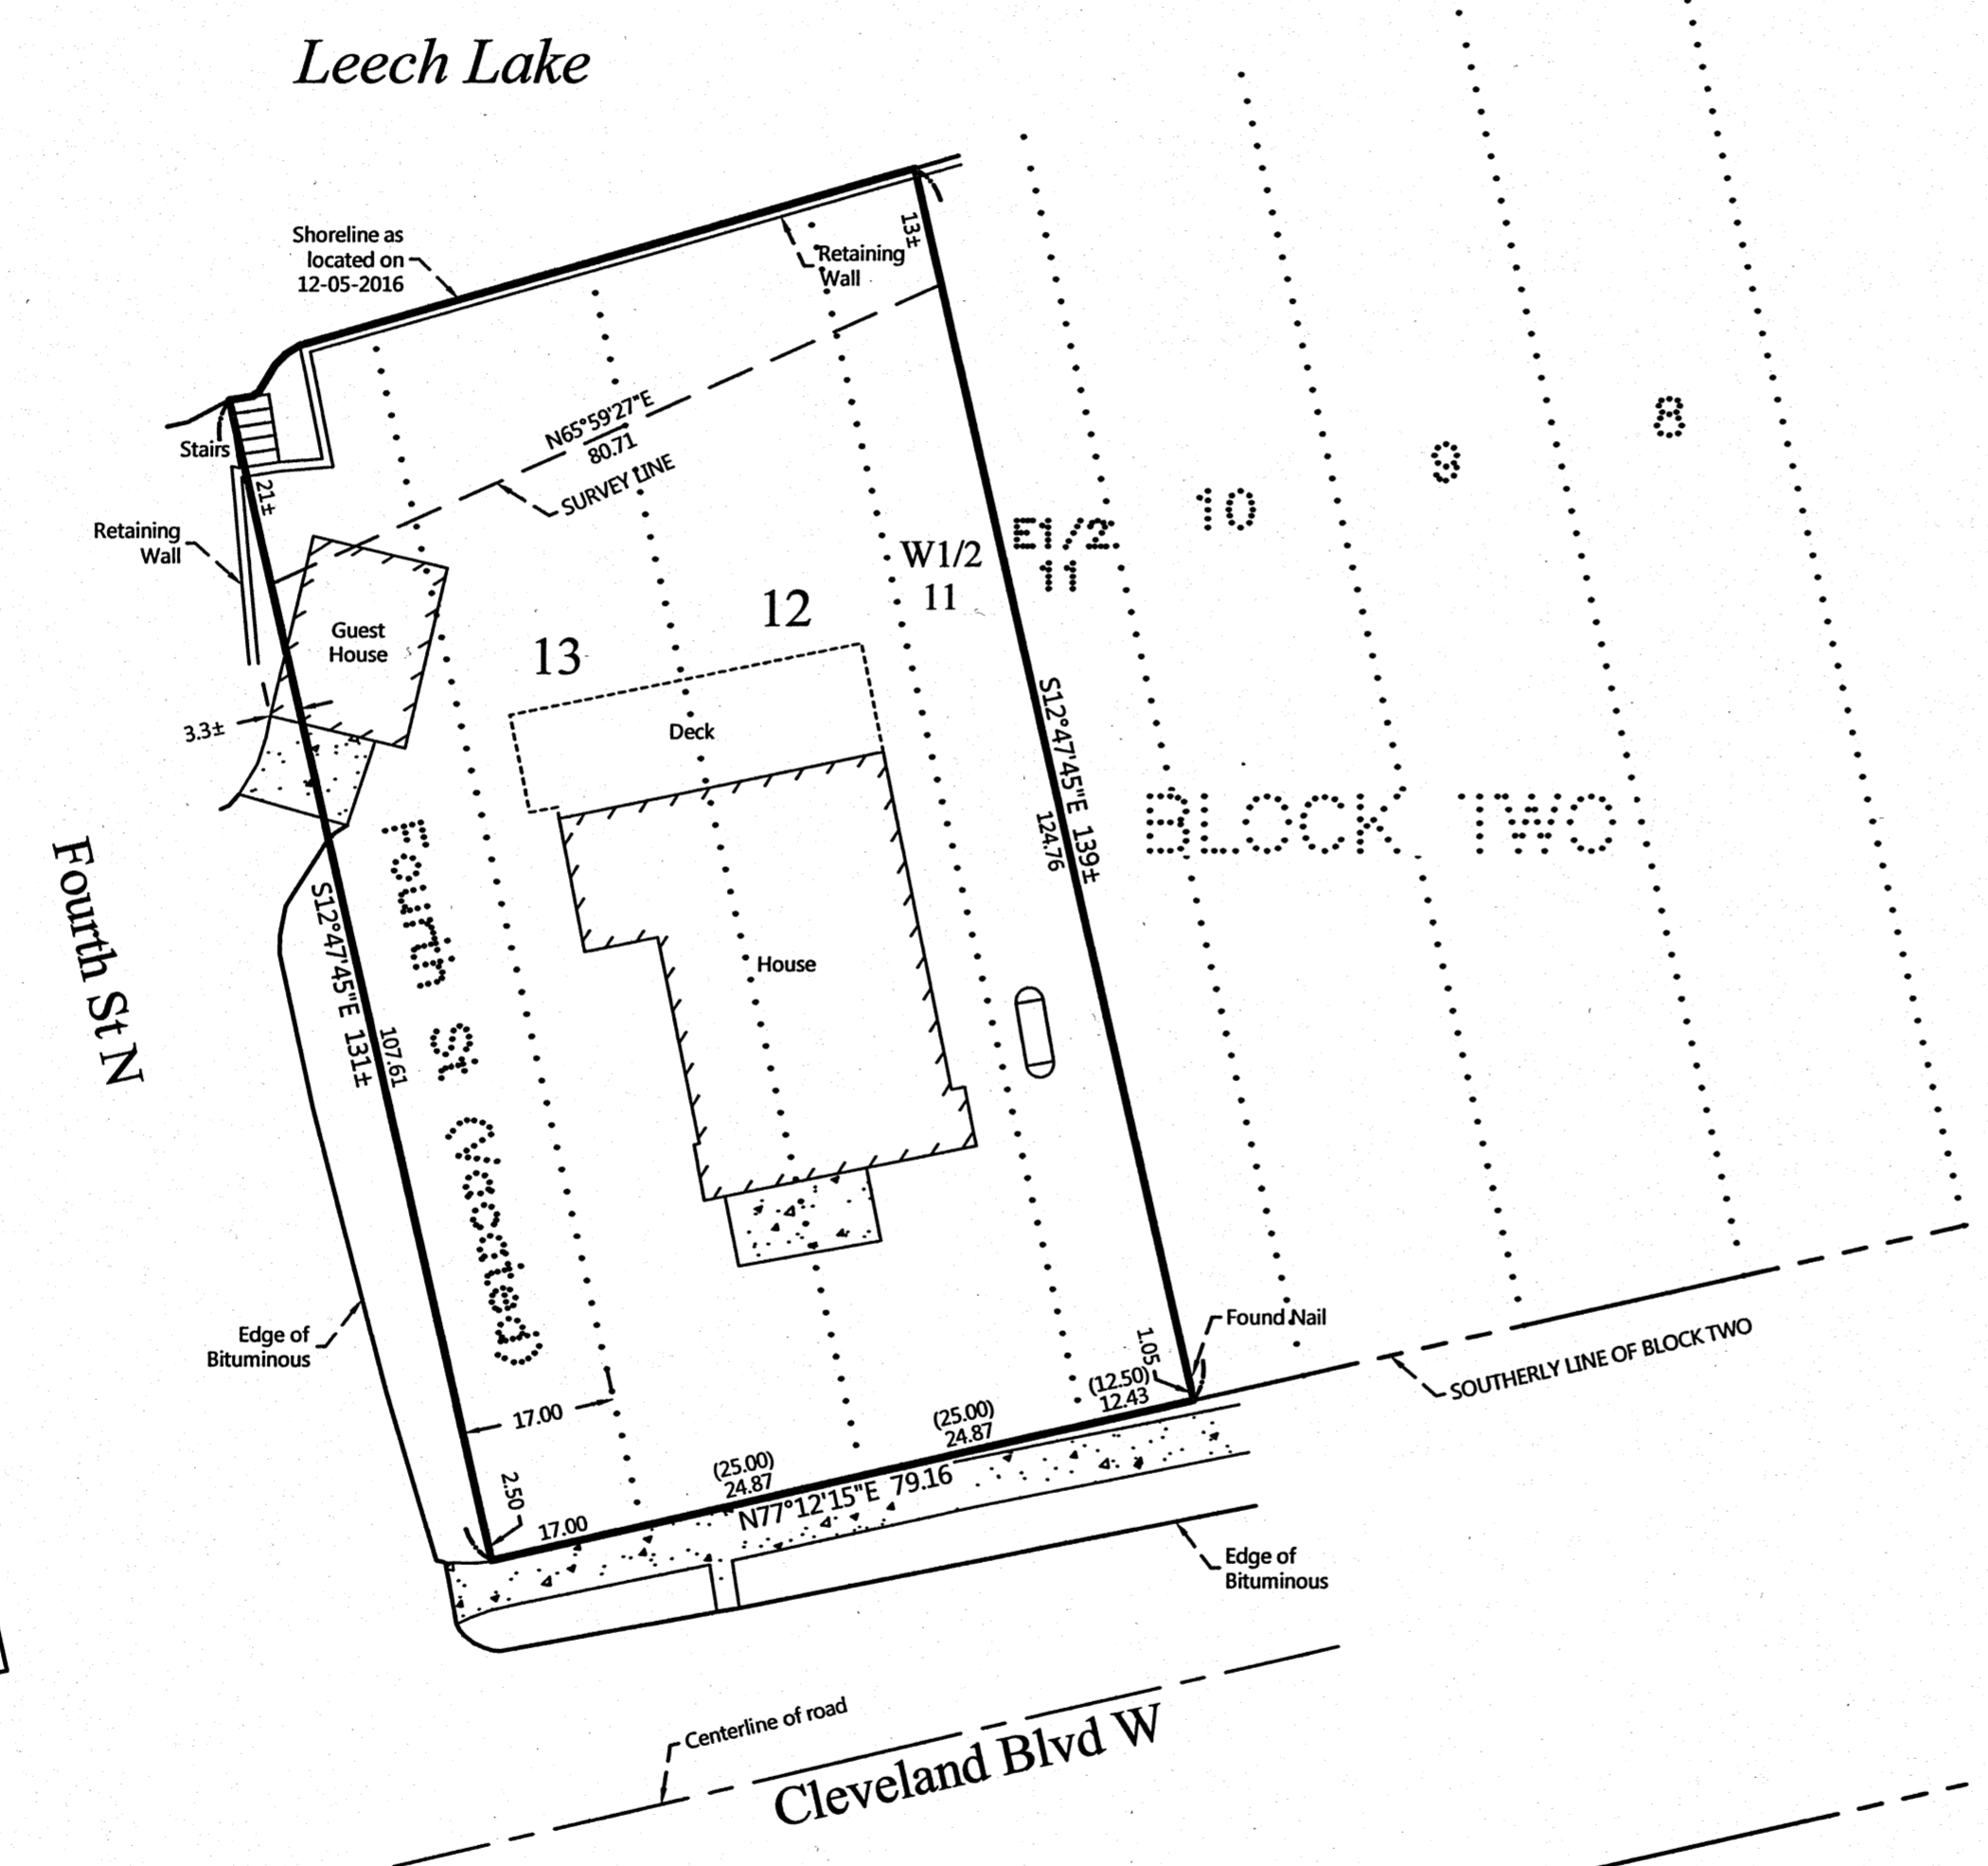 Leech Lake
Shoreline as
located on
12-05-2016
Retaining
Wall
13±
Stairs
21±
N65°59'27"E
80.71
SURVEY LINE
Retaining
Wall
Guest
House
3.3±
13
12
W1/2
11
E1/2
11
10
9
8
Deck
House
BLOCK TWO
S12°47'45"E 139±
124.76
Fourth St N
Fourth St (Vacated)
S12°47'45"E 131±
107.61
Edge of
Bituminous
17.00
2.50
17.00
(25.00)
24.87
(25.00)
24.87
(12.50)
12.43
1.05
Found Nail
N77°12'15"E 79.16
SOUTHERLY LINE OF BLOCK TWO
Edge of
Bituminous
Centerline of road
Cleveland Blvd W